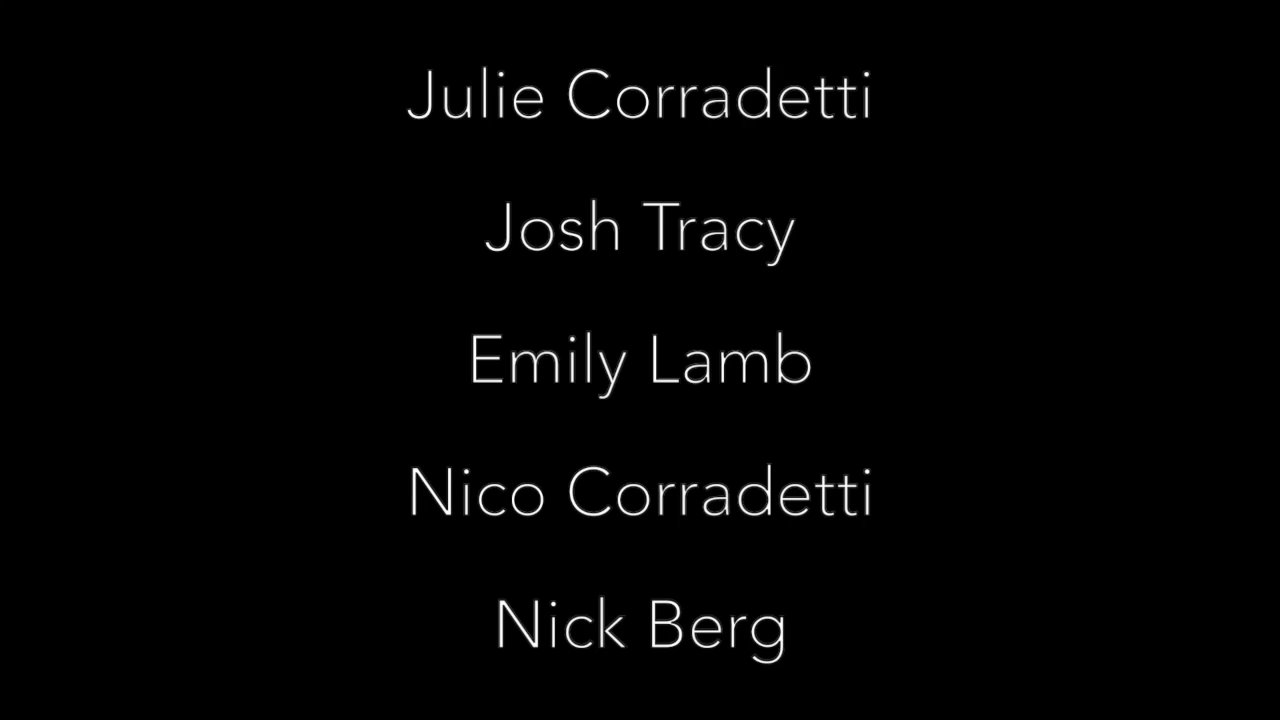 Julie Corradetti
Josh Tracy
Emily Lamb
Nico Corradetti
Nick Berg